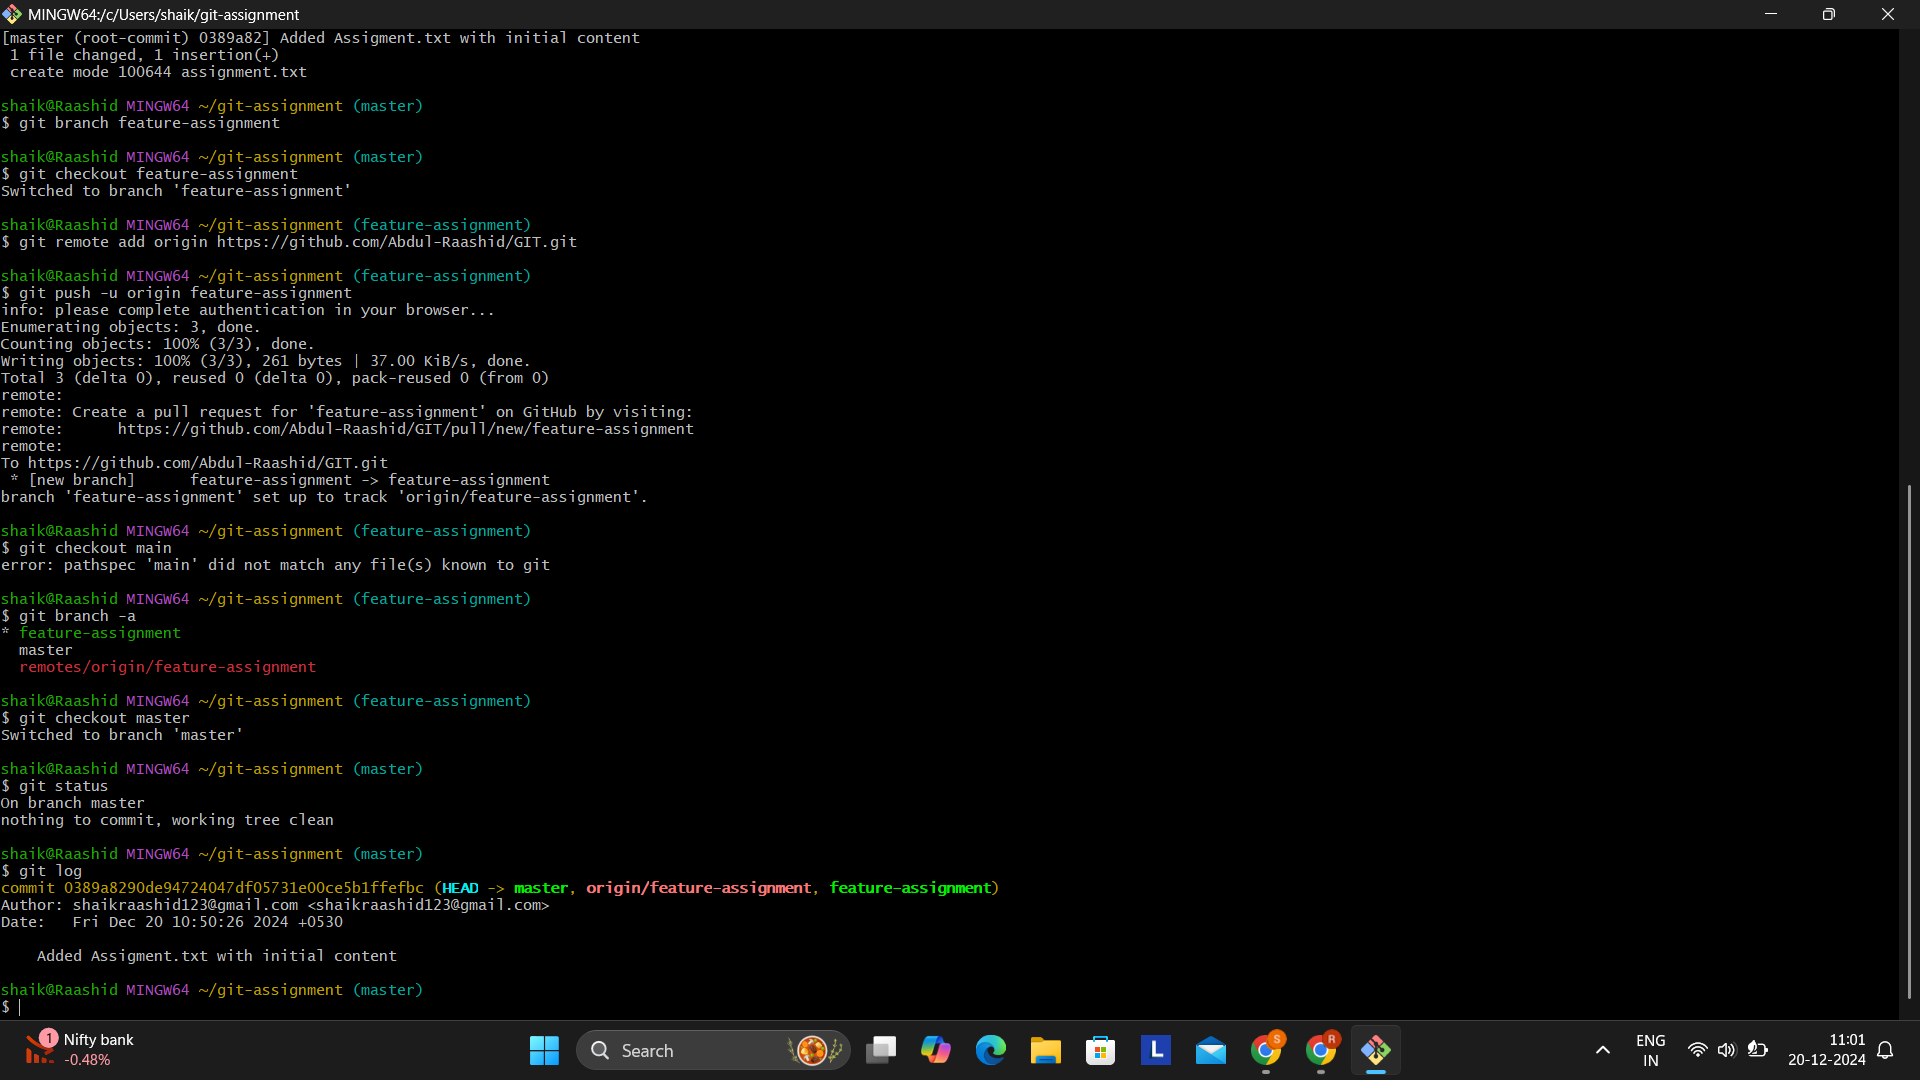 MINGW64:/c/Users/shaik/git-assignment
[master (root-commit) 0389a82] Added Assigment.txt with initial content
 1 file changed, 1 insertion(+)
 create mode 100644 assignment.txt
shaik@Raashid MINGW64 ~/git-assignment (master)
$ git branch feature-assignment
shaik@Raashid MINGW64 ~/git-assignment (master)
$ git checkout feature-assignment
Switched to branch 'feature-assignment'
shaik@Raashid MINGW64 ~/git-assignment (feature-assignment)
$ git remote add origin https://github.com/Abdul-Raashid/GIT.git
shaik@Raashid MINGW64 ~/git-assignment (feature-assignment)
$ git push -u origin feature-assignment
info: please complete authentication in your browser...
Enumerating objects: 3, done.
Counting objects: 100% (3/3), done.
Writing objects: 100% (3/3), 261 bytes | 37.00 KiB/s, done.
Total 3 (delta 0), reused 0 (delta 0), pack-reused 0 (from 0)
remote:
remote: Create a pull request for 'feature-assignment' on GitHub by visiting:
remote:      https://github.com/Abdul-Raashid/GIT/pull/new/feature-assignment
remote:
To https://github.com/Abdul-Raashid/GIT.git
 * [new branch]      feature-assignment -> feature-assignment
branch 'feature-assignment' set up to track 'origin/feature-assignment'.
shaik@Raashid MINGW64 ~/git-assignment (feature-assignment)
$ git checkout main
error: pathspec 'main' did not match any file(s) known to git
shaik@Raashid MINGW64 ~/git-assignment (feature-assignment)
$ git branch -a
* feature-assignment
  master
  remotes/origin/feature-assignment
shaik@Raashid MINGW64 ~/git-assignment (feature-assignment)
$ git checkout master
Switched to branch 'master'
shaik@Raashid MINGW64 ~/git-assignment (master)
$ git status
On branch master
nothing to commit, working tree clean
shaik@Raashid MINGW64 ~/git-assignment (master)
$ git log
commit 0389a8290de94724047df05731e00ce5b1ffefbc (HEAD -> master, origin/feature-assignment, feature-assignment)
Author: shaikraashid123@gmail.com <shaikraashid123@gmail.com>
Date:   Fri Dec 20 10:50:26 2024 +0530
    Added Assigment.txt with initial content
shaik@Raashid MINGW64 ~/git-assignment (master)
$
1
Nifty bank
-0.48%
Search
L
S
R
ENG
IN
11:01
20-12-2024